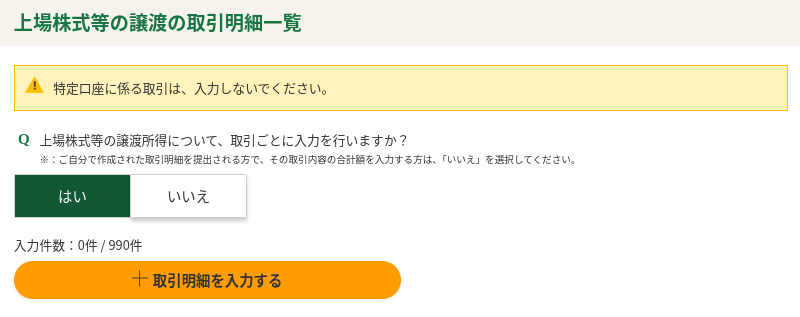 上場株式等の譲渡の取引明細一覧
特定口座に係る取引は、入力しないでください。
Q 上場株式等の譲渡所得について、取引ごとに入力を行いますか？
※：ご自分で作成された取引明細を提出される方で、その取引内容の合計額を入力する方は、「いいえ」を選択してください。
はい いいえ
入力件数：0件 / 990件
取引明細を入力する